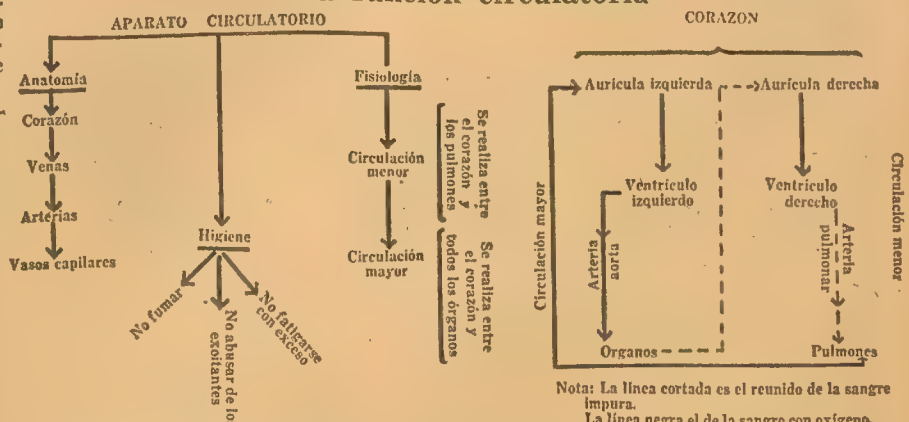 función circulatoria
APARATO CIRCULATORIO
Anatomía
Corazón
Venas
Arterias
Vasos capilares
Higiene
No fumar
No abusar de lo
exoitantes
No fatigarse
con exceso
Fisiología
Circulación
menor
Circulación
mayor
Se realiza entre
el corazón y
los pulmones
Se realiza entre
el corazón y
todos los órganos
CORAZON
Aurícula izquierda
Aurícula derecha
Ventrículo
izquierdo
Ventrículo
derecho
Circulación mayor
Arteria
aorta
Arteria
pulmonar
Circulación menor
Organos
Pulmones
Nota: La línea cortada es el reunido de la sangre
impura.
La línea negra el de la sangre con oxígeno.